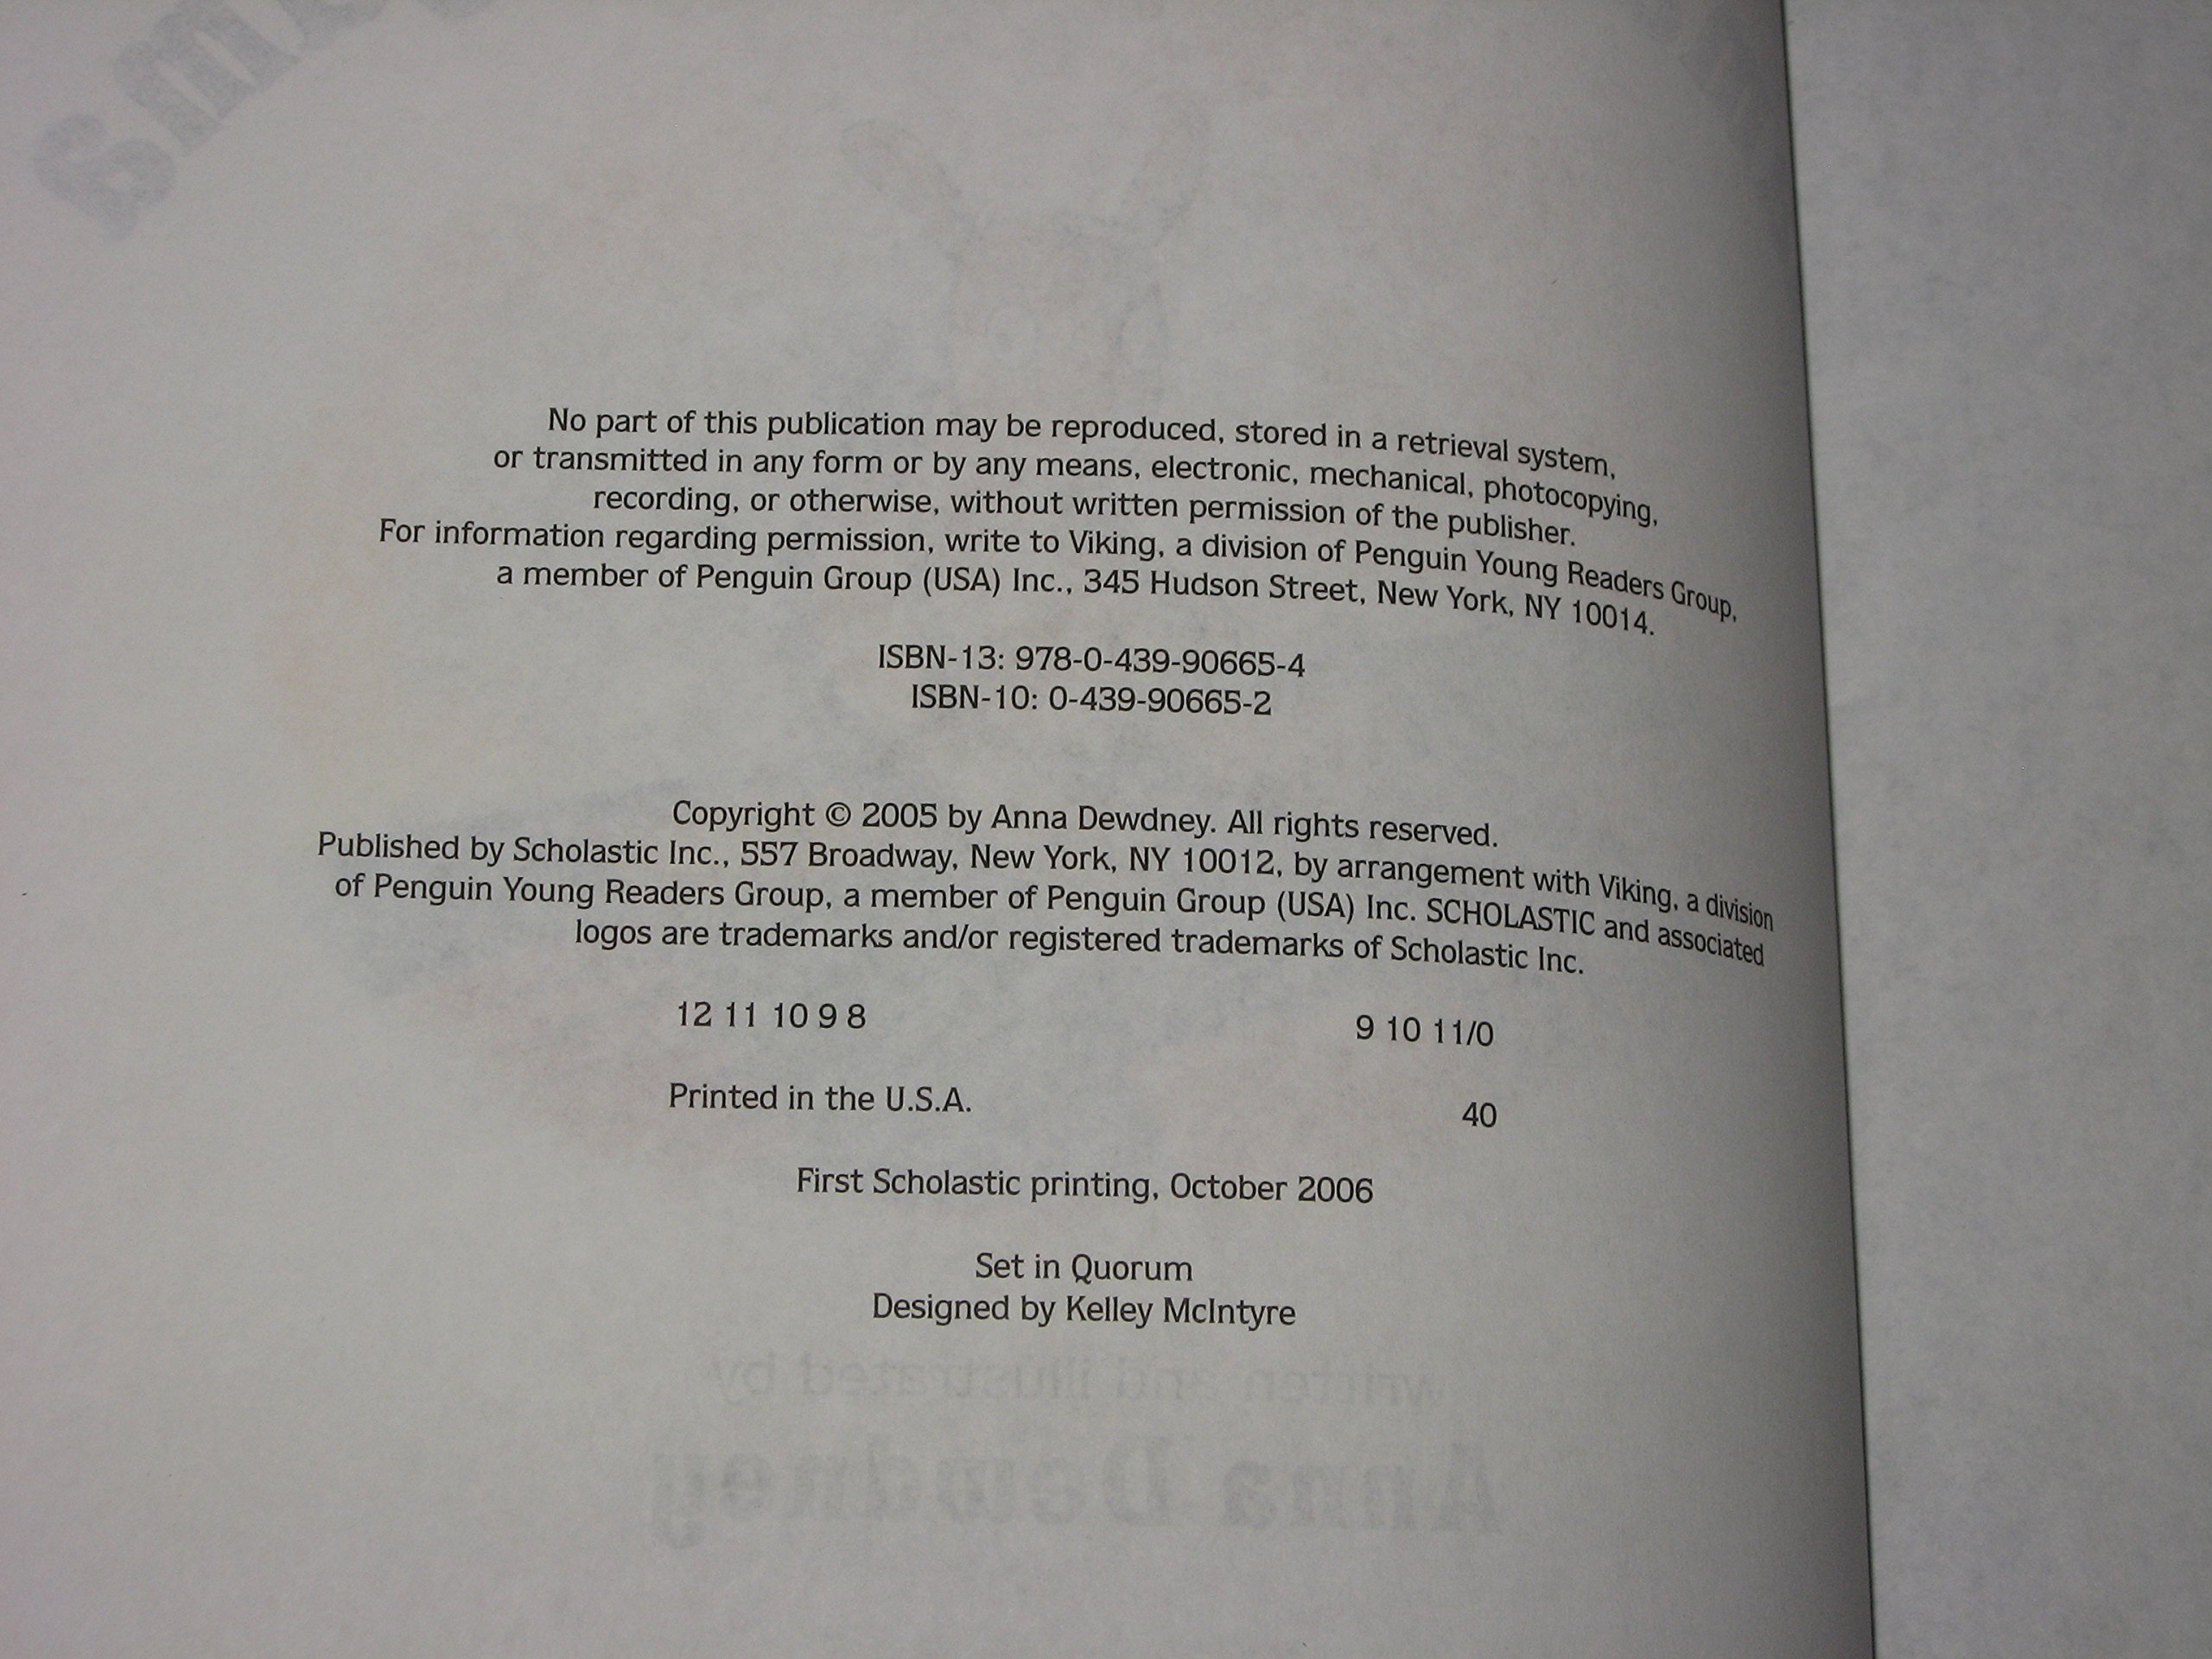 No part of this publication may be reproduced, stored in a retrieval system,
or transmitted in any form or by any means, electronic, mechanical, photocopying,
recording, or otherwise, without written permission of the publisher.
For information regarding permission, write to Viking, a division of Penguin Young Readers Group,
a member of Penguin Group (USA) Inc., 345 Hudson Street, New York, NY 10014.
ISBN-13: 978-0-439-90665-4
ISBN-10: 0-439-90665-2
Copyright © 2005 by Anna Dewdney. All rights reserved.
Published by Scholastic Inc., 557 Broadway, New York, NY 10012, by arrangement with Viking, a division
of Penguin Young Readers Group, a member of Penguin Group (USA) Inc. SCHOLASTIC and associated
logos are trademarks and/or registered trademarks of Scholastic Inc.
12 11 10 9 8 9 10 11/0
Printed in the U.S.A. 40
First Scholastic printing, October 2006
Set in Quorum
Designed by Kelley McIntyre
written and illustrated by
Anna Dewdney